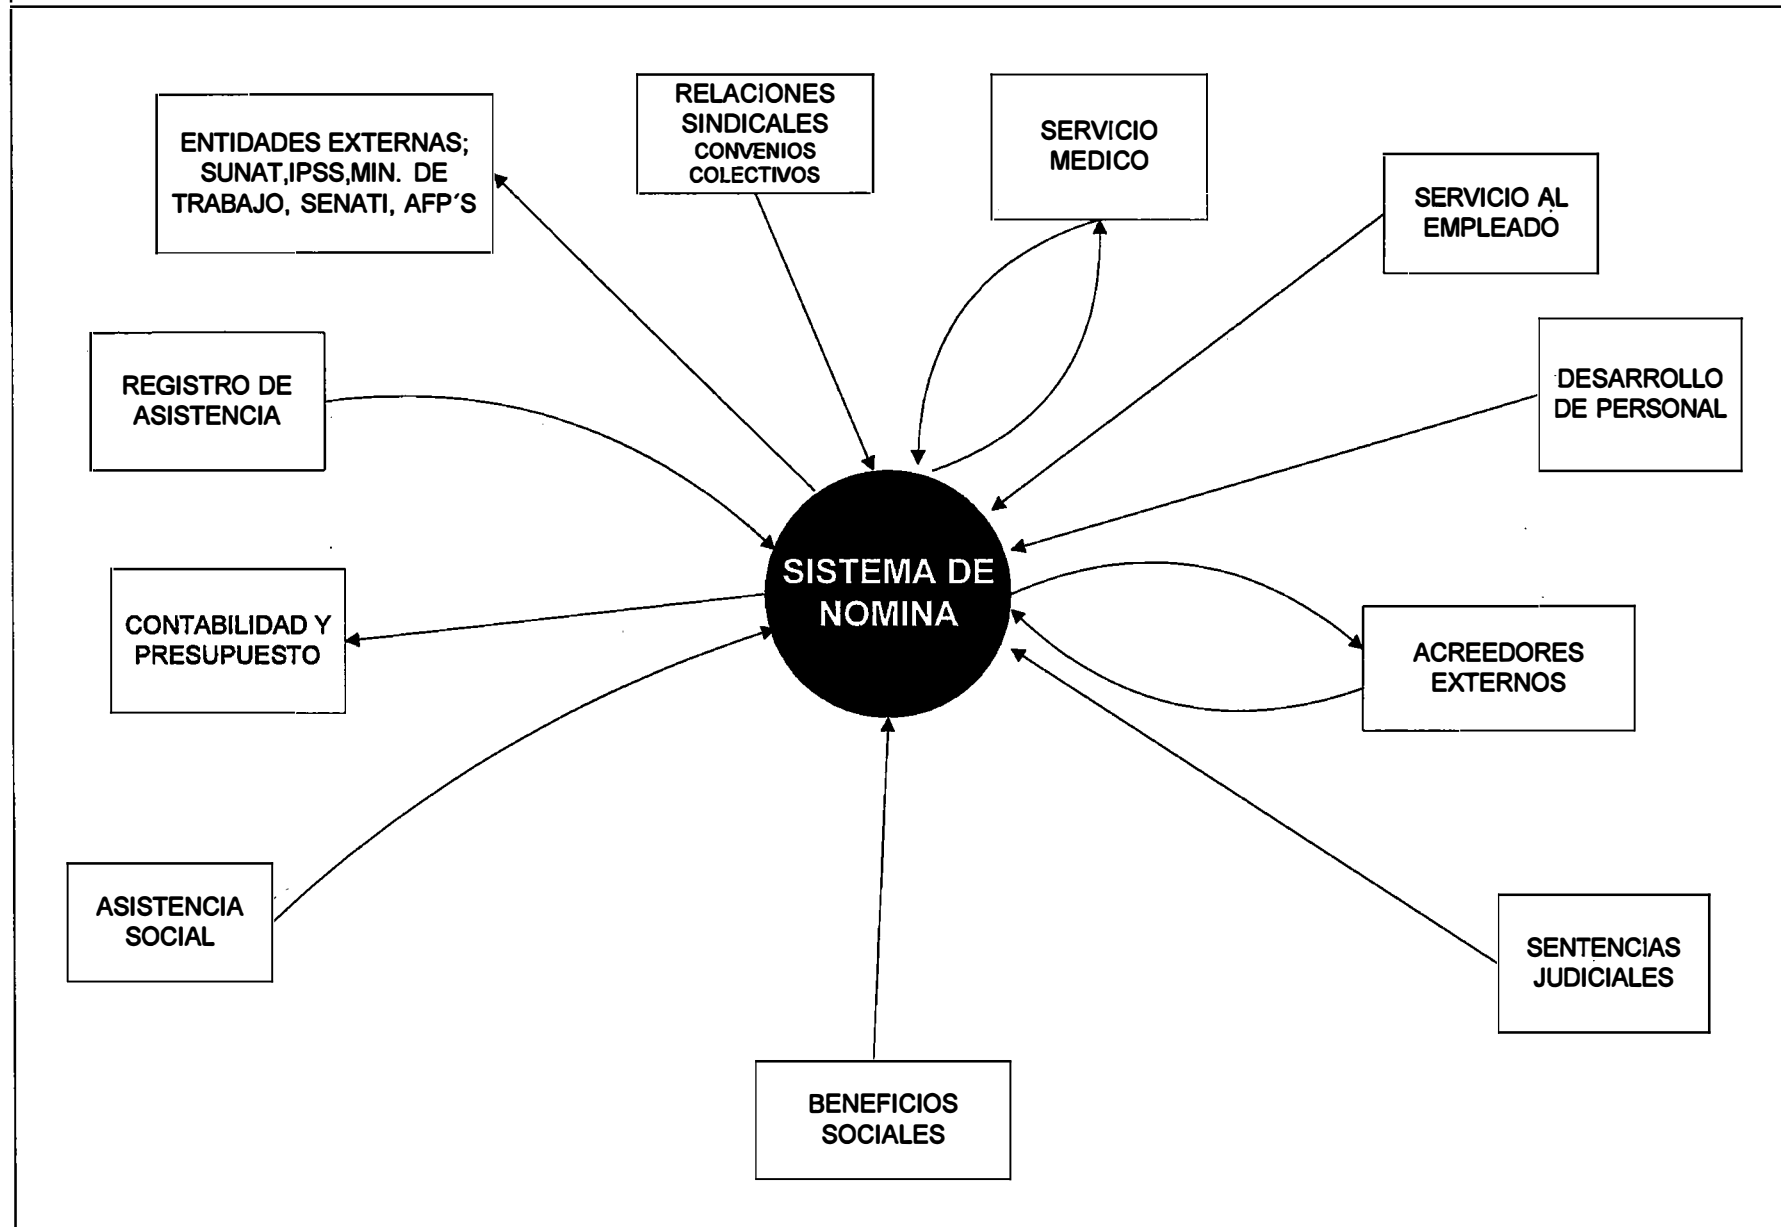 RELACIONES
SINDICALES
CONVENIOS
COLECTIVOS
SERVICIO
MEDICO
ENTIDADES EXTERNAS;
SUNAT,IPSS,MIN. DE
TRABAJO, SENATI, AFP´S
SERVICIO AL
EMPLEADO
REGISTRO DE
ASISTENCIA
DESARROLLO
DE PERSONAL
SISTEMA DE
NOMINA
CONTABILIDAD Y
PRESUPUESTO
ACREEDORES
EXTERNOS
ASISTENCIA
SOCIAL
SENTENCIAS
JUDICIALES
BENEFICIOS
SOCIALES